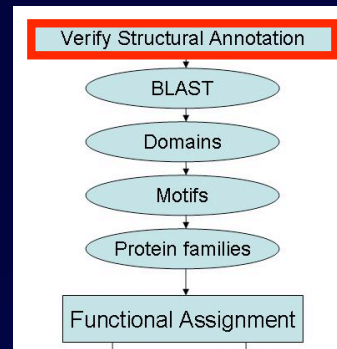 Verify Structural Annotation
BLAST
Domains
Motifs
Protein families
Functional Assignment